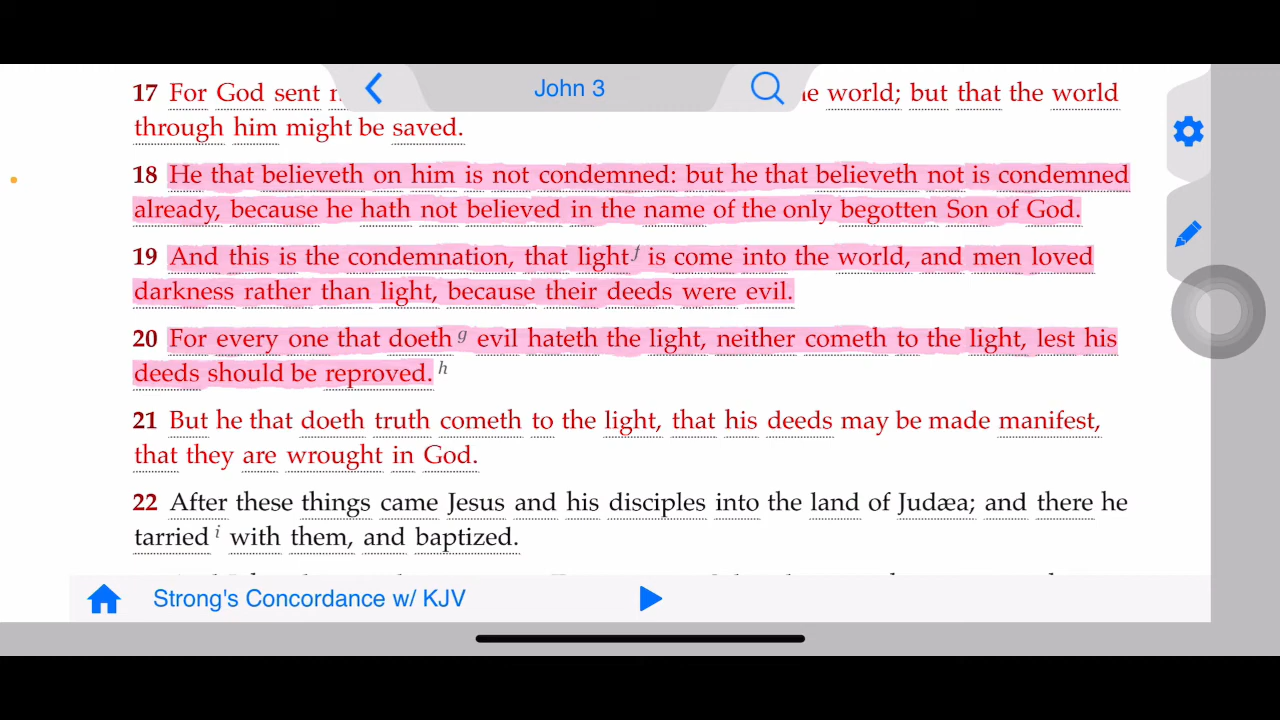 John 3
17 For God sent he world; but that the world
through him might be saved.
18 He that believeth on him is not condemned: but he that believeth not is condemned
already, because he hath not believed in the name of the only begotten Son of God.
19 And this is the condemnation, that light f is come into the world, and men loved
darkness rather than light, because their deeds were evil.
20 For every one that doeth g evil hateth the light, neither cometh to the light, lest his
deeds should be reproved. h
21 But he that doeth truth cometh to the light, that his deeds may be made manifest,
that they are wrought in God.
22 After these things came Jesus and his disciples into the land of Judæa; and there he
tarried i with them, and baptized.
Strong's Concordance w/ KJV